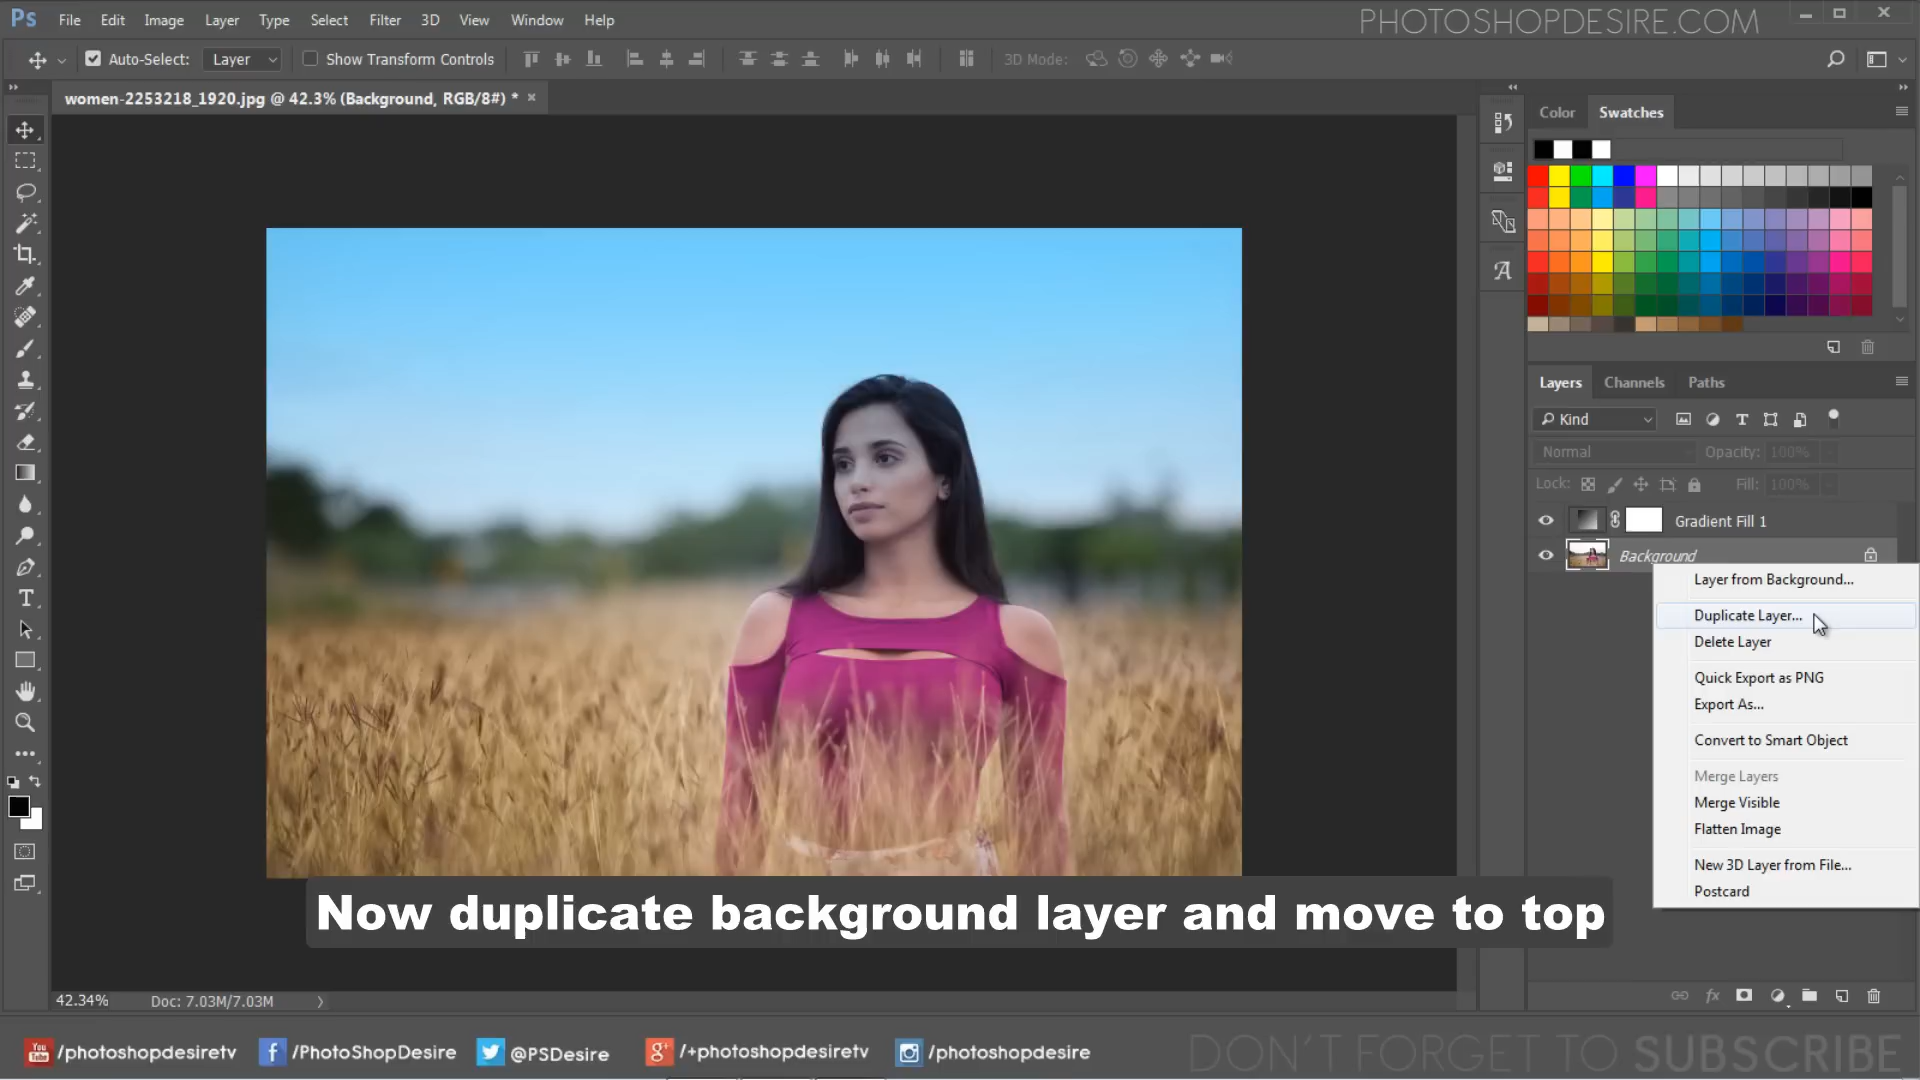 Ps File Edit Image Layer Type Select Filter 3D View Window Help
PHOTOSHOPDESIRE.COM
Auto-Select: Layer Show Transform Controls 3D Mode:
women-2253218_1920.jpg @ 42.3% (Background, RGB/8#) * ×
Color Swatches
Layers Channels Paths
Kind
Normal Opacity: 100%
Lock: Fill: 100%
Gradient Fill 1
Background
Layer from Background...
Duplicate Layer...
Delete Layer
Quick Export as PNG
Export As...
Convert to Smart Object
Merge Layers
Merge Visible
Flatten Image
New 3D Layer from File...
Postcard
Now duplicate background layer and move to top
42.34% Doc: 7.03M/7.03M
fx
You Tube /photoshopdesiretv /PhotoShopDesire @PSDesire g+ /+photoshopdesiretv /photoshopdesire
DON'T FORGET TO SUBSCRIBE